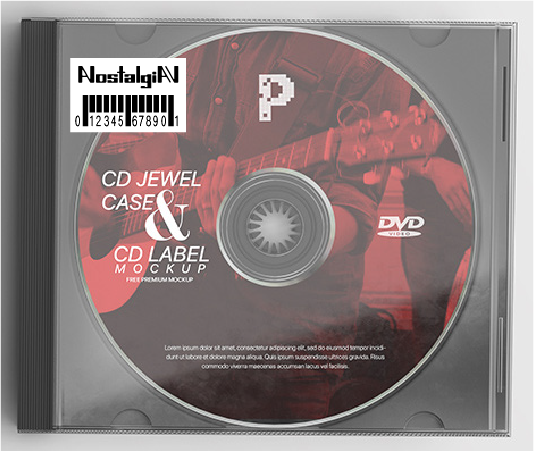 NostalgiAV
0 12345 67890 1
P
CD JEWEL
CASE &
CD LABEL
MOCKUP
FREE PREMIUM MOCKUP
DVD
VIDEO
Lorem ipsum dolor sit amet, consectetur adipiscing elit, sed do eiusmod tempor incidi-
dunt ut labore et dolore magna aliqua. Quis ipsum suspendisse ultrices gravida. Risus
commodo viverra maecenas accumsan lacus vel facilisis.